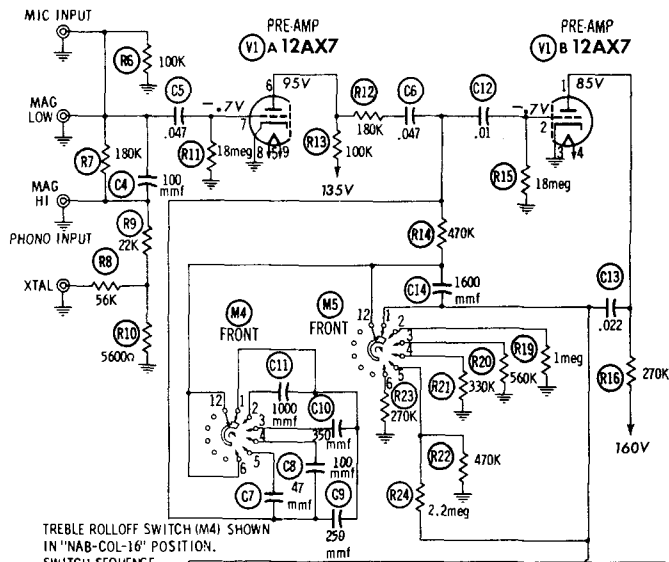 MIC INPUT
PRE-AMP
V1 A 12AX7
PRE-AMP
V1 B 12AX7
R6
100K
C5
.047
6
95V
-.7V
7
8 5 9
R12
180K
C6
.047
C12
.01
1
85V
-.7V
2
3 4
MAG
LOW
R7
180K
C4
100
mmf
R11
18meg
R13
100K
135V
R15
18meg
MAG
HI
PHONO INPUT
R9
22K
R14
470K
XTAL
R8
56K
C14
1600
mmf
C13
.022
R10
5600Ω
M4
FRONT
M5
FRONT
12 1 2 3 4 5 6
R19
1meg
R20
560K
R21
330K
R16
270K
160V
C11
1000
mmf
C10
350
mmf
R23
270K
12 1 2 3 4 5 6
C8
100
mmf
R22
470K
C7
47
mmf
C9
250
mmf
R24
2.2meg
TREBLE ROLLOFF SWITCH (M4) SHOWN
IN "NAB-COL-16" POSITION.
SWITCH SEQUENCE